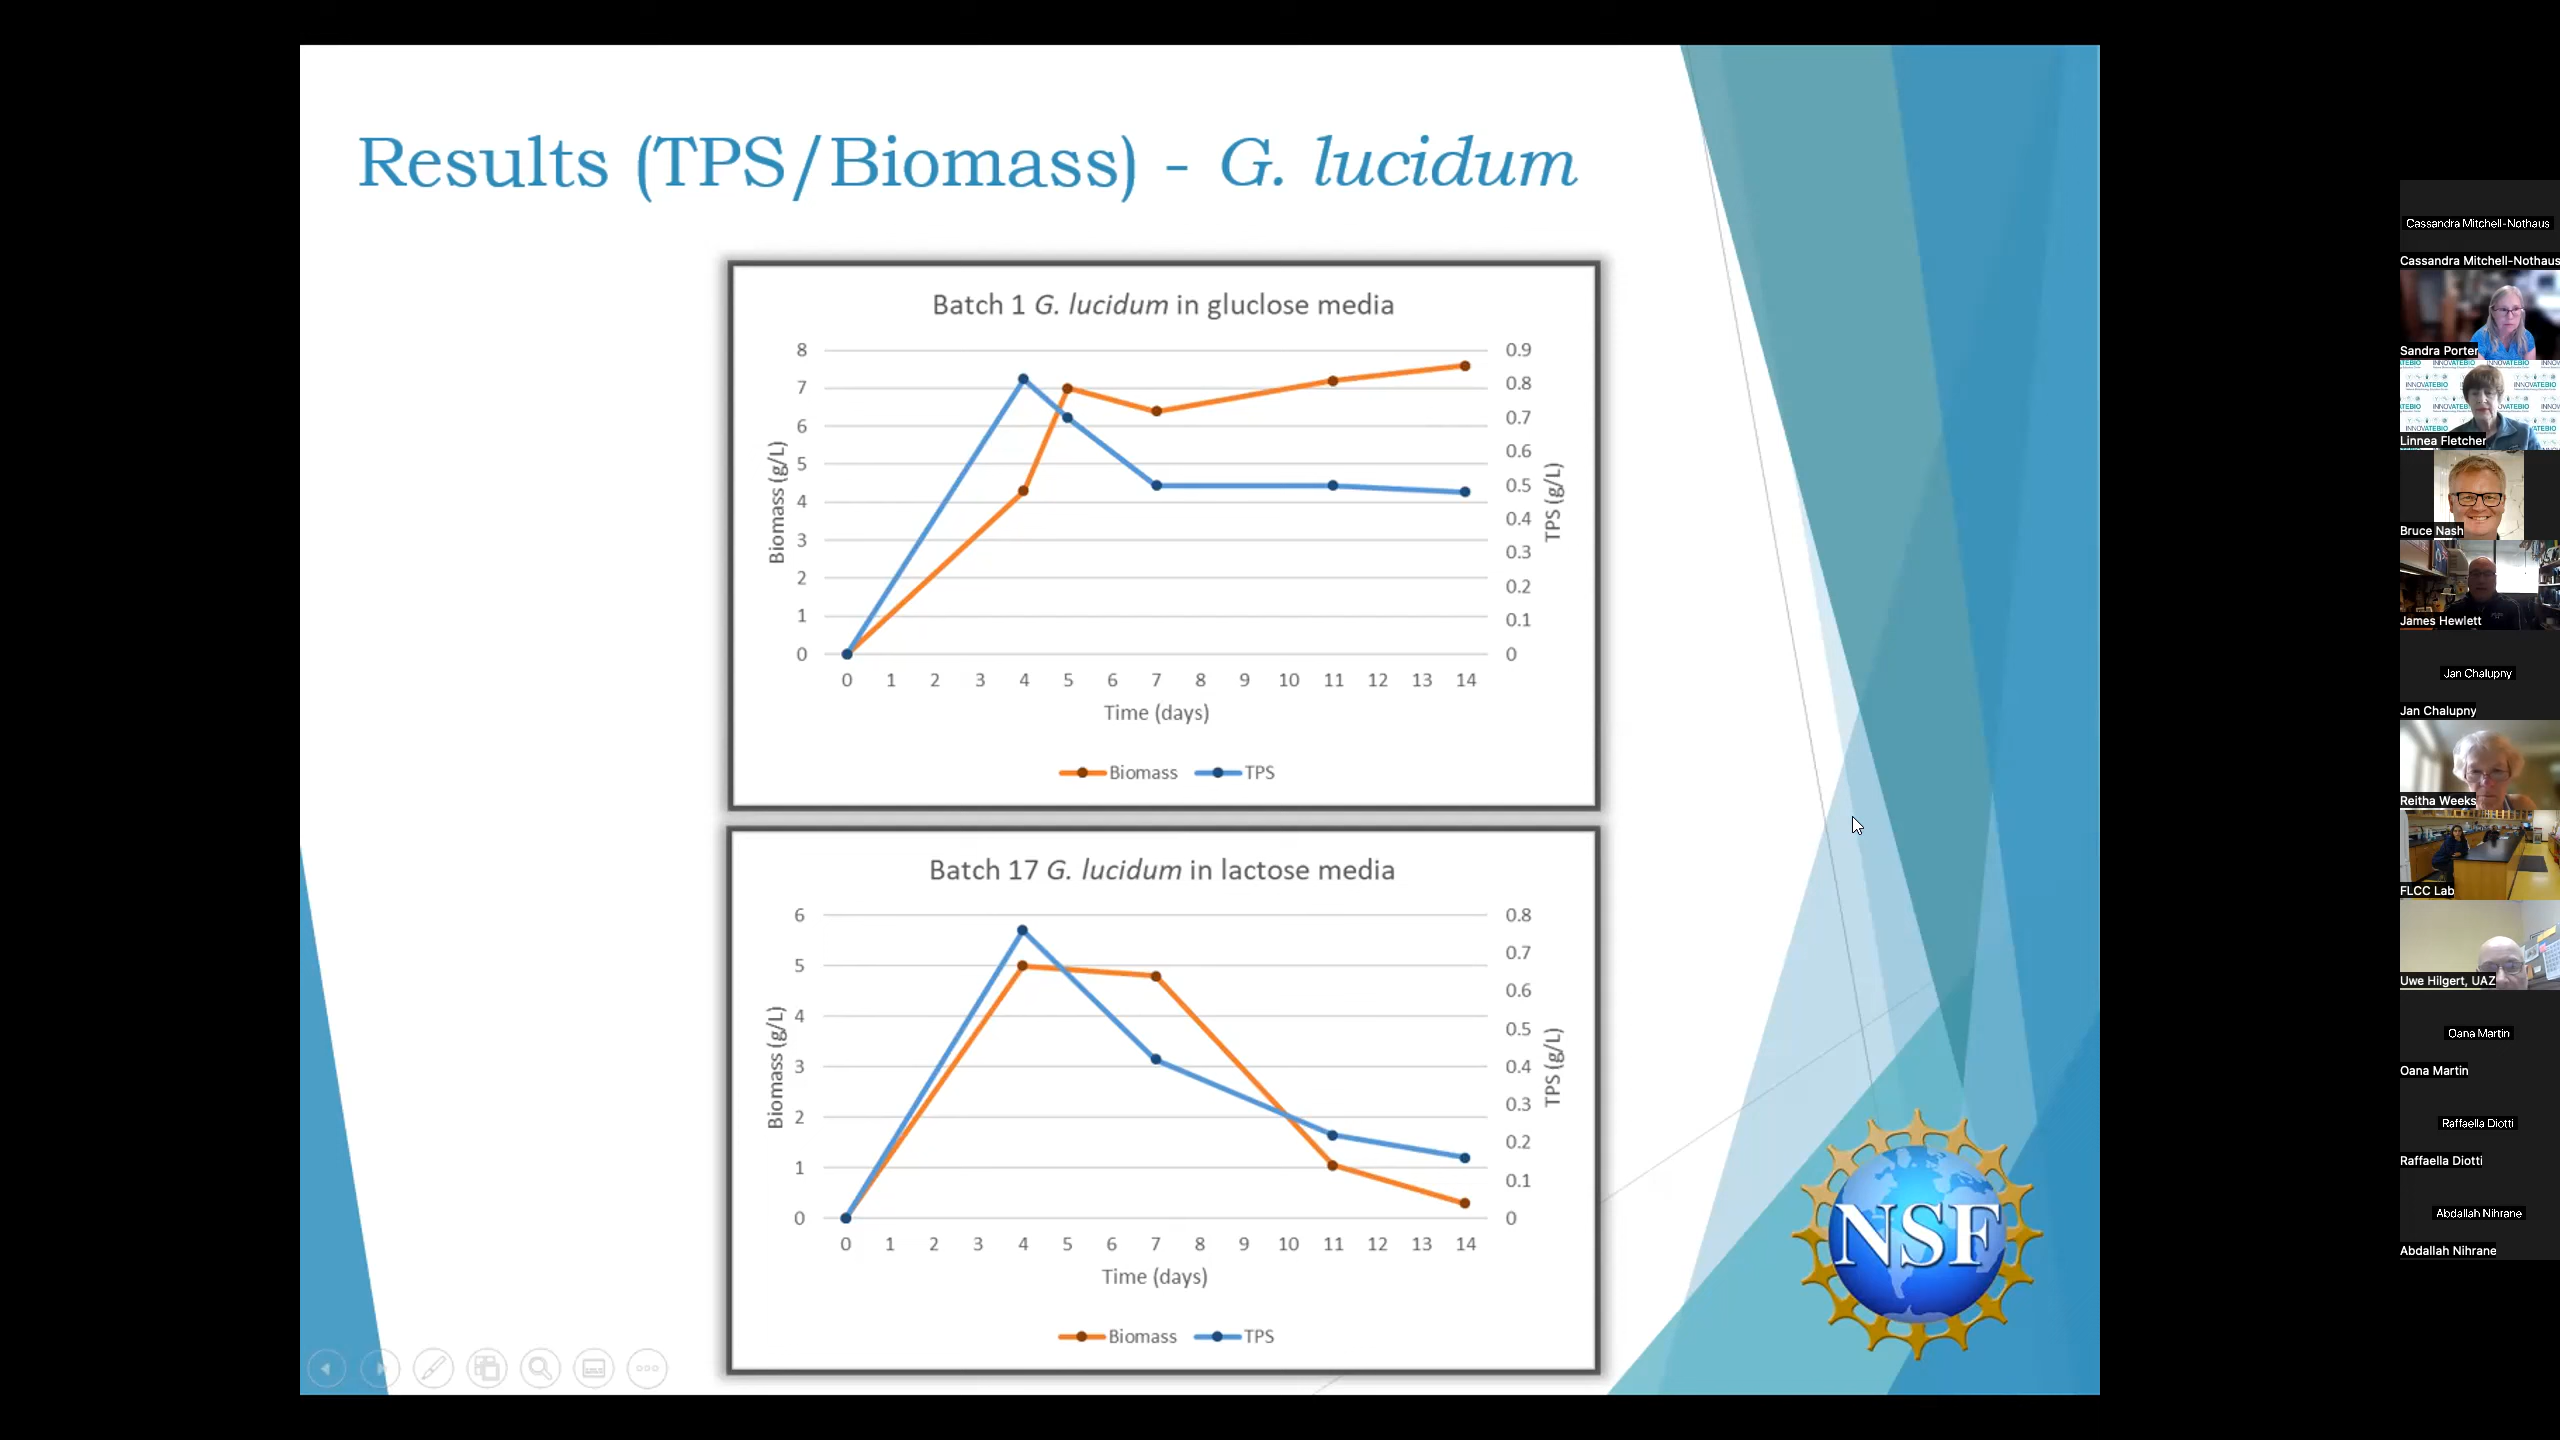 Results (TPS/Biomass) - G. lucidum
Batch 1 G. lucidum in gluclose media
8
7
6
5
4
3
2
1
0
Biomass (g/L)
0.9
0.8
0.7
0.6
0.5
0.4
0.3
0.2
0.1
0
TPS (g/L)
0 1 2 3 4 5 6 7 8 9 10 11 12 13 14
Time (days)
Biomass TPS
Batch 17 G. lucidum in lactose media
6
5
4
3
2
1
0
Biomass (g/L)
0.8
0.7
0.6
0.5
0.4
0.3
0.2
0.1
0
TPS (g/L)
0 1 2 3 4 5 6 7 8 9 10 11 12 13 14
Time (days)
Biomass TPS
NSF
Cassandra Mitchell-Nothaus
Cassandra Mitchell-Nothaus
Sandra Porter
INNOVATEBIO
Linnea Fletcher
Bruce Nash
James Hewlett
Jan Chalupny
Jan Chalupny
Reitha Weeks
FLCC Lab
Uwe Hilgert, UAZ
Oana Martin
Oana Martin
Raffaella Diotti
Raffaella Diotti
Abdallah Nihrane
Abdallah Nihrane